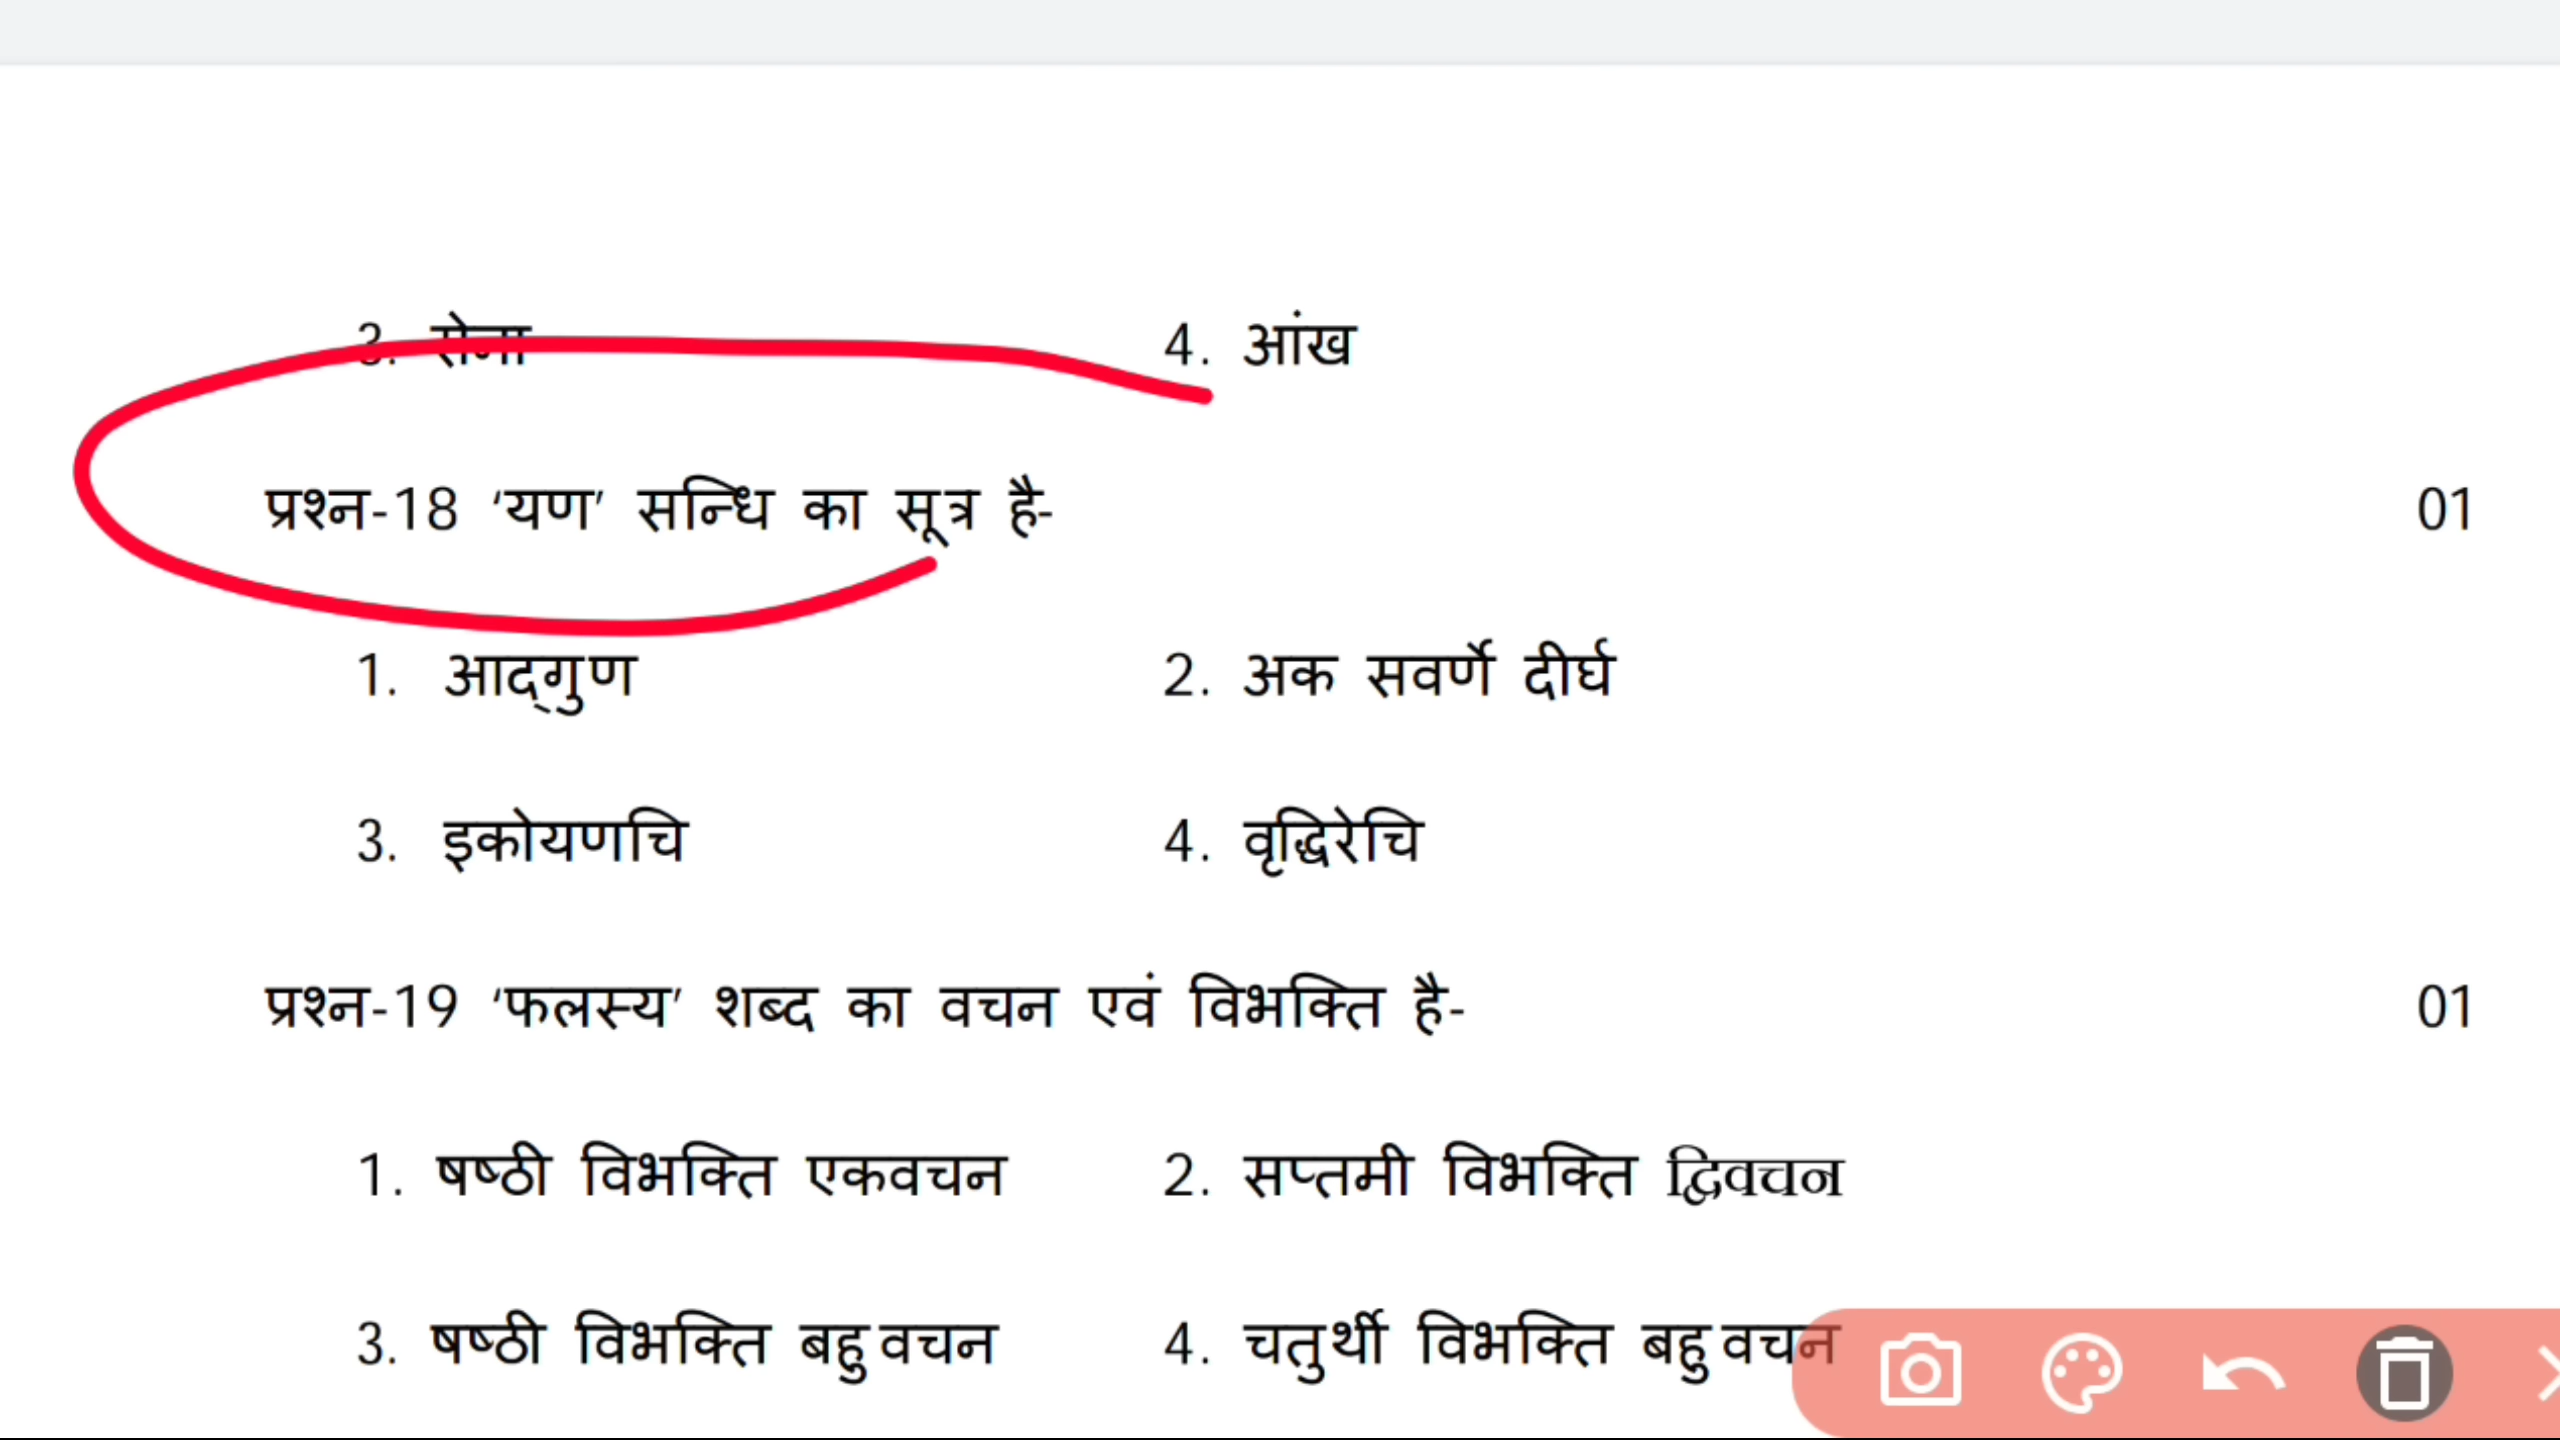 3. सेना 4. आंख
प्रश्न-18 ‘यण’ सन्धि का सूत्र है- 01
1. आद्गुण 2. अक सवर्णे दीर्घ
3. इकोयणचि 4. वृद्धिरेचि
प्रश्न-19 ‘फलस्य’ शब्द का वचन एवं विभक्ति है- 01
1. षष्ठी विभक्ति एकवचन 2. सप्तमी विभक्ति द्विवचन
3. षष्ठी विभक्ति बहुवचन 4. चतुर्थी विभक्ति बहुवचन